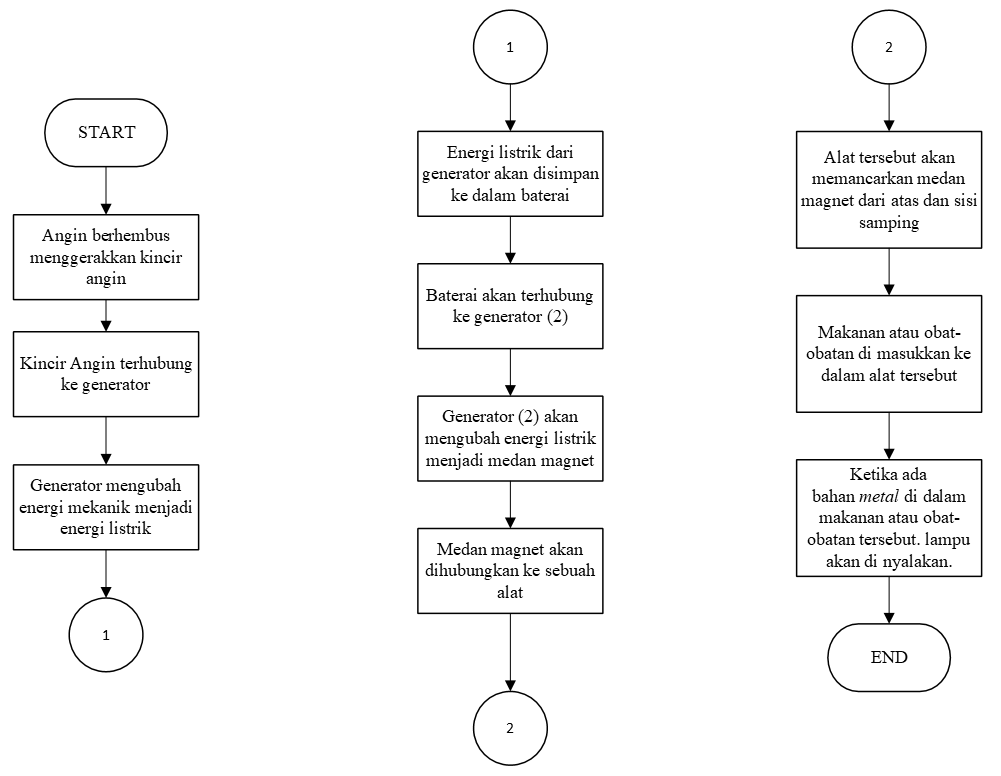 START
Angin berhembus
menggerakkan kincir
angin
Kincir Angin terhubung
ke generator
Generator mengubah
energi mekanik menjadi
energi listrik
1
1
Energi listrik dari
generator akan disimpan
ke dalam baterai
Baterai akan terhubung
ke generator (2)
Generator (2) akan
mengubah energi listrik
menjadi medan magnet
Medan magnet akan
dihubungkan ke sebuah
alat
2
2
Alat tersebut akan
memancarkan medan
magnet dari atas dan sisi
samping
Makanan atau obat-
obatan di masukkan ke
dalam alat tersebut
Ketika ada
bahan metal di dalam
makanan atau obat-
obatan tersebut. lampu
akan di nyalakan.
END